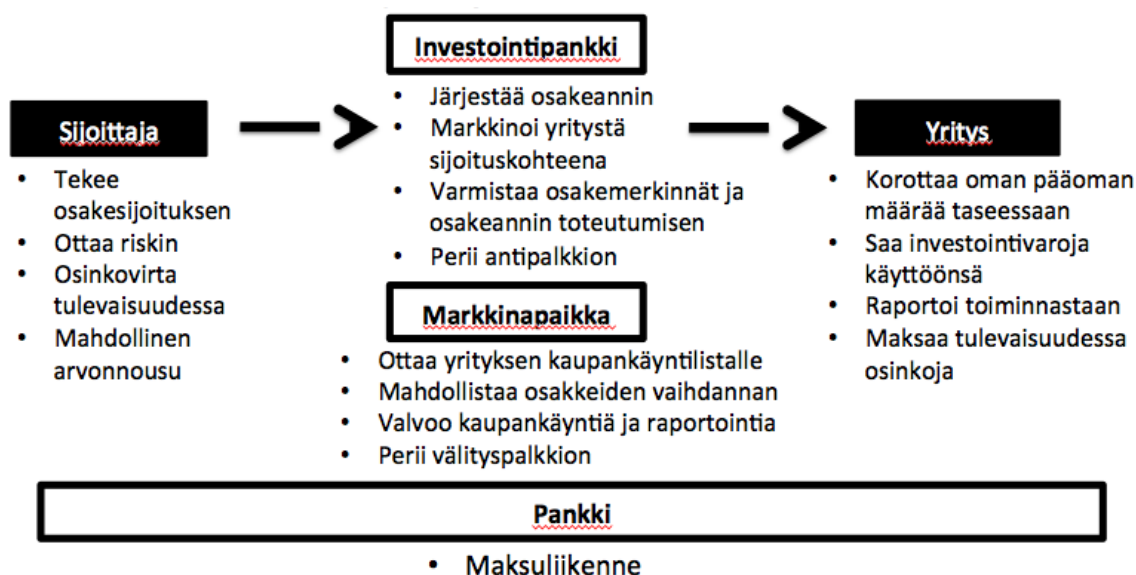 Investointipankki
• Järjestää osakeannin
• Markkinoi yritystä
sijoituskohteena
• Varmistaa osakemerkinnät ja
osakeannin toteutumisen
• Perii antipalkkion
Sijoittaja
• Tekee
osakesijoituksen
• Ottaa riskin
• Osinkovirta
tulevaisuudessa
• Mahdollinen
arvonnousu
Yritys
• Korottaa oman pääoman
määrää taseessaan
• Saa investointivaroja
käyttöönsä
• Raportoi toiminnastaan
• Maksaa tulevaisuudessa
osinkoja
Markkinapaikka
• Ottaa yrityksen kaupankäyntilistalle
• Mahdollistaa osakkeiden vaihdannan
• Valvoo kaupankäyntiä ja raportointia
• Perii välityspalkkion
Pankki
• Maksuliikenne